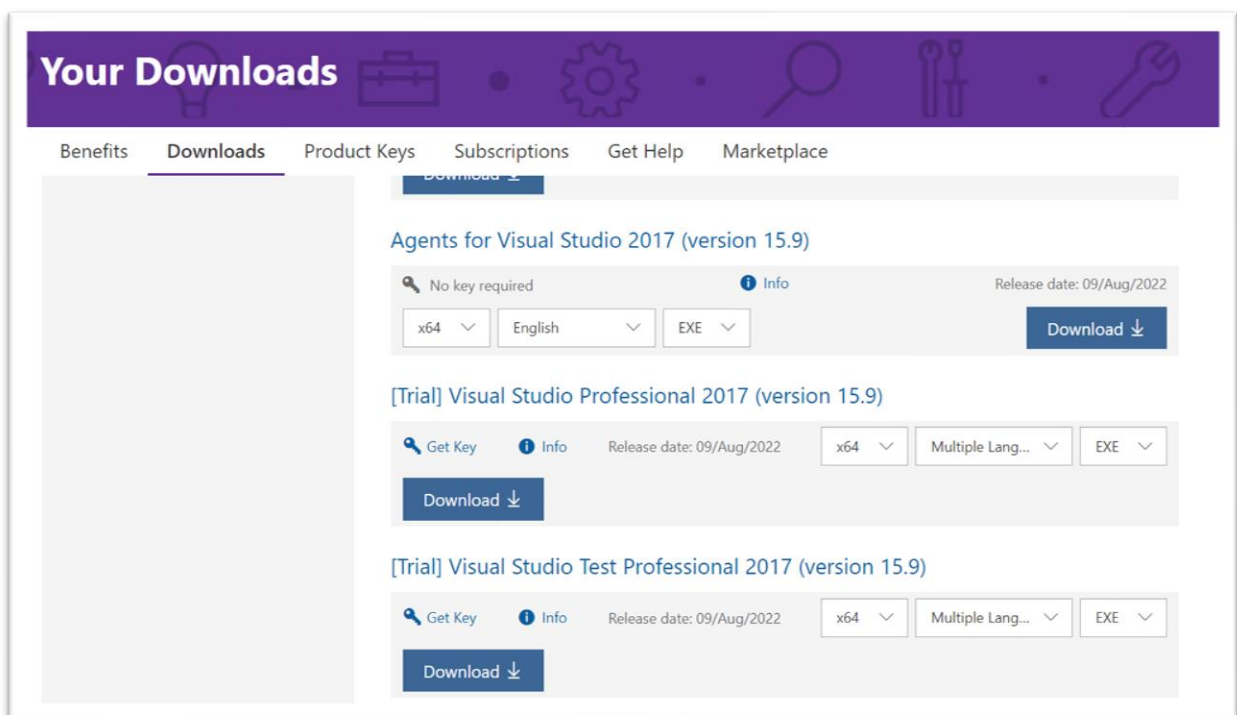 Your Downloads
Benefits Downloads Product Keys Subscriptions Get Help Marketplace
Download
Agents for Visual Studio 2017 (version 15.9)
No key required Info Release date: 09/Aug/2022
x64 English EXE Download
[Trial] Visual Studio Professional 2017 (version 15.9)
Get Key Info Release date: 09/Aug/2022 x64 Multiple Lang... EXE
Download
[Trial] Visual Studio Test Professional 2017 (version 15.9)
Get Key Info Release date: 09/Aug/2022 x64 Multiple Lang... EXE
Download